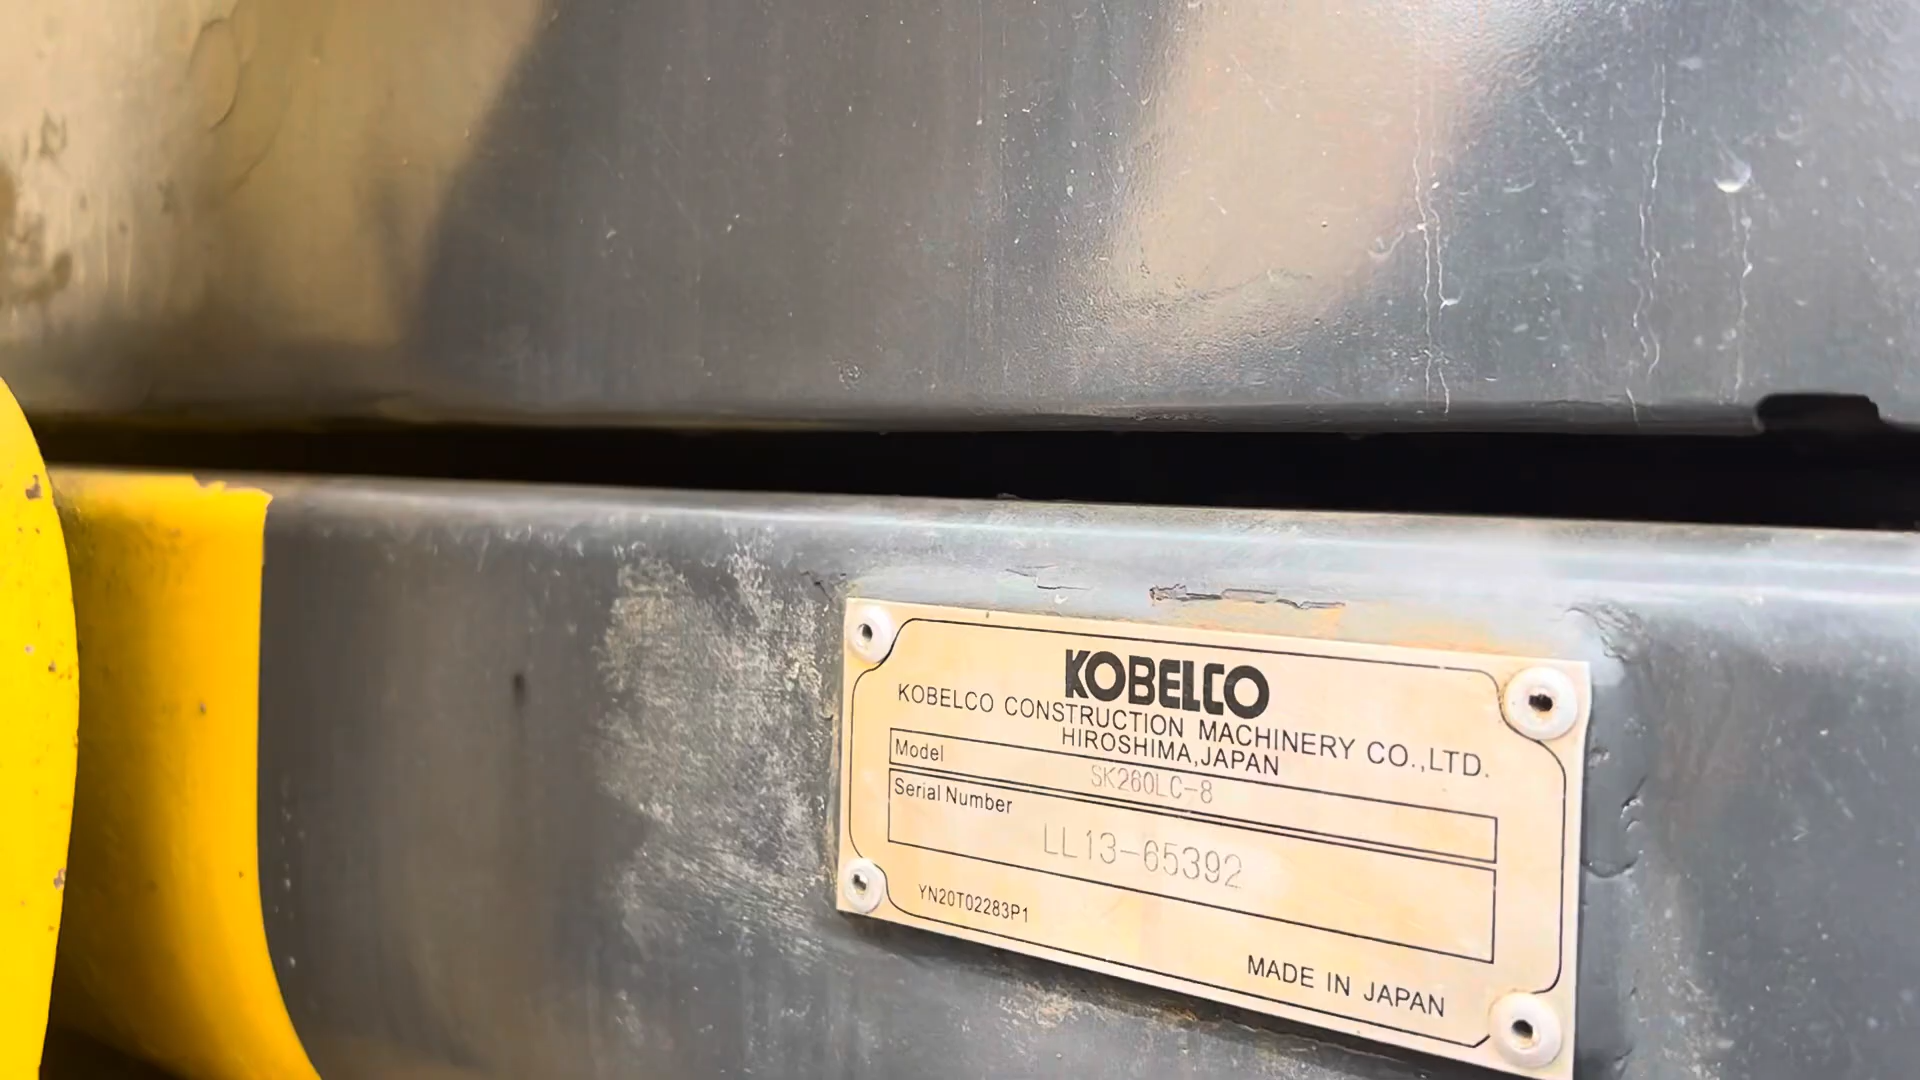 KOBELCO
KOBELCO CONSTRUCTION MACHINERY CO.,LTD.
HIROSHIMA,JAPAN
Model SK260LC-8
Serial Number
LL13-65392
YN20T02283P1
MADE IN JAPAN